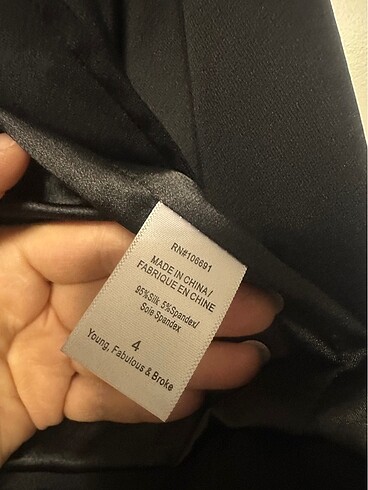 RN#106691
MADE IN CHINA/
FABRIQUE EN CHINE
95%Silk 5%Spandex/
Soie Spandex
4
Young, Fabulous & Broke